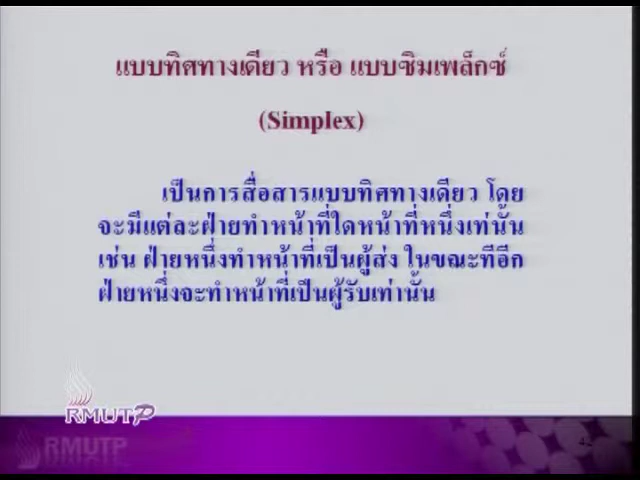 แบบทิศทางเดียว หรือ แบบซิมเพล็กซ์
(Simplex)
เป็นการสื่อสารแบบทิศทางเดียว โดย
จะมีแต่ละฝ่ายทำหน้าที่ใดหน้าที่หนึ่งเท่านั้น
เช่น ฝ่ายหนึ่งทำหน้าที่เป็นผู้ส่ง ในขณะที่อีก
ฝ่ายหนึ่งจะทำหน้าที่เป็นผู้รับเท่านั้น
RMUTP
RMUTP